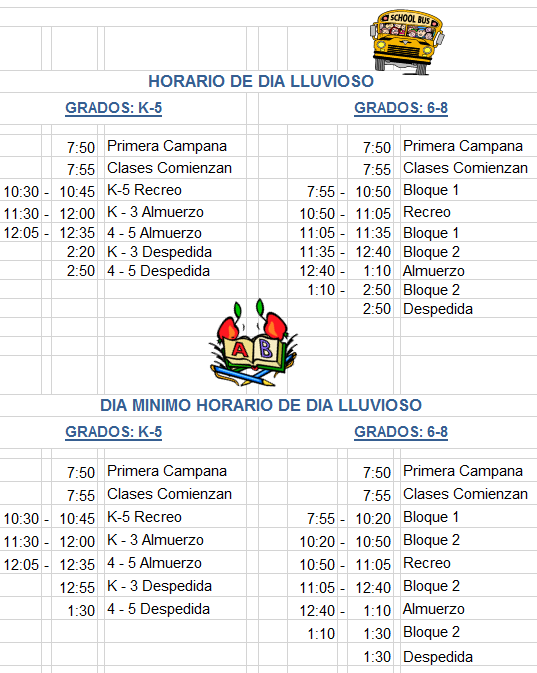 SCHOOL BUS
HORARIO DE DIA LLUVIOSO
GRADOS: K-5
7:50 Primera Campana
7:55 Clases Comienzan
10:30 - 10:45 K-5 Recreo
11:30 - 12:00 K - 3 Almuerzo
12:05 - 12:35 4 - 5 Almuerzo
2:20 K - 3 Despedida
2:50 4 - 5 Despedida
GRADOS: 6-8
7:50 Primera Campana
7:55 Clases Comienzan
7:55 - 10:50 Bloque 1
10:50 - 11:05 Recreo
11:05 - 11:35 Bloque 1
11:35 - 12:40 Bloque 2
12:40 - 1:10 Almuerzo
1:10 - 2:50 Bloque 2
2:50 Despedida
A B
DIA MINIMO HORARIO DE DIA LLUVIOSO
GRADOS: K-5
7:50 Primera Campana
7:55 Clases Comienzan
10:30 - 10:45 K-5 Recreo
11:30 - 12:00 K - 3 Almuerzo
12:05 - 12:35 4 - 5 Almuerzo
12:55 K - 3 Despedida
1:30 4 - 5 Despedida
GRADOS: 6-8
7:50 Primera Campana
7:55 Clases Comienzan
7:55 - 10:20 Bloque 1
10:20 - 10:50 Bloque 2
10:50 - 11:05 Recreo
11:05 - 12:40 Bloque 2
12:40 - 1:10 Almuerzo
1:10 1:30 Bloque 2
1:30 Despedida